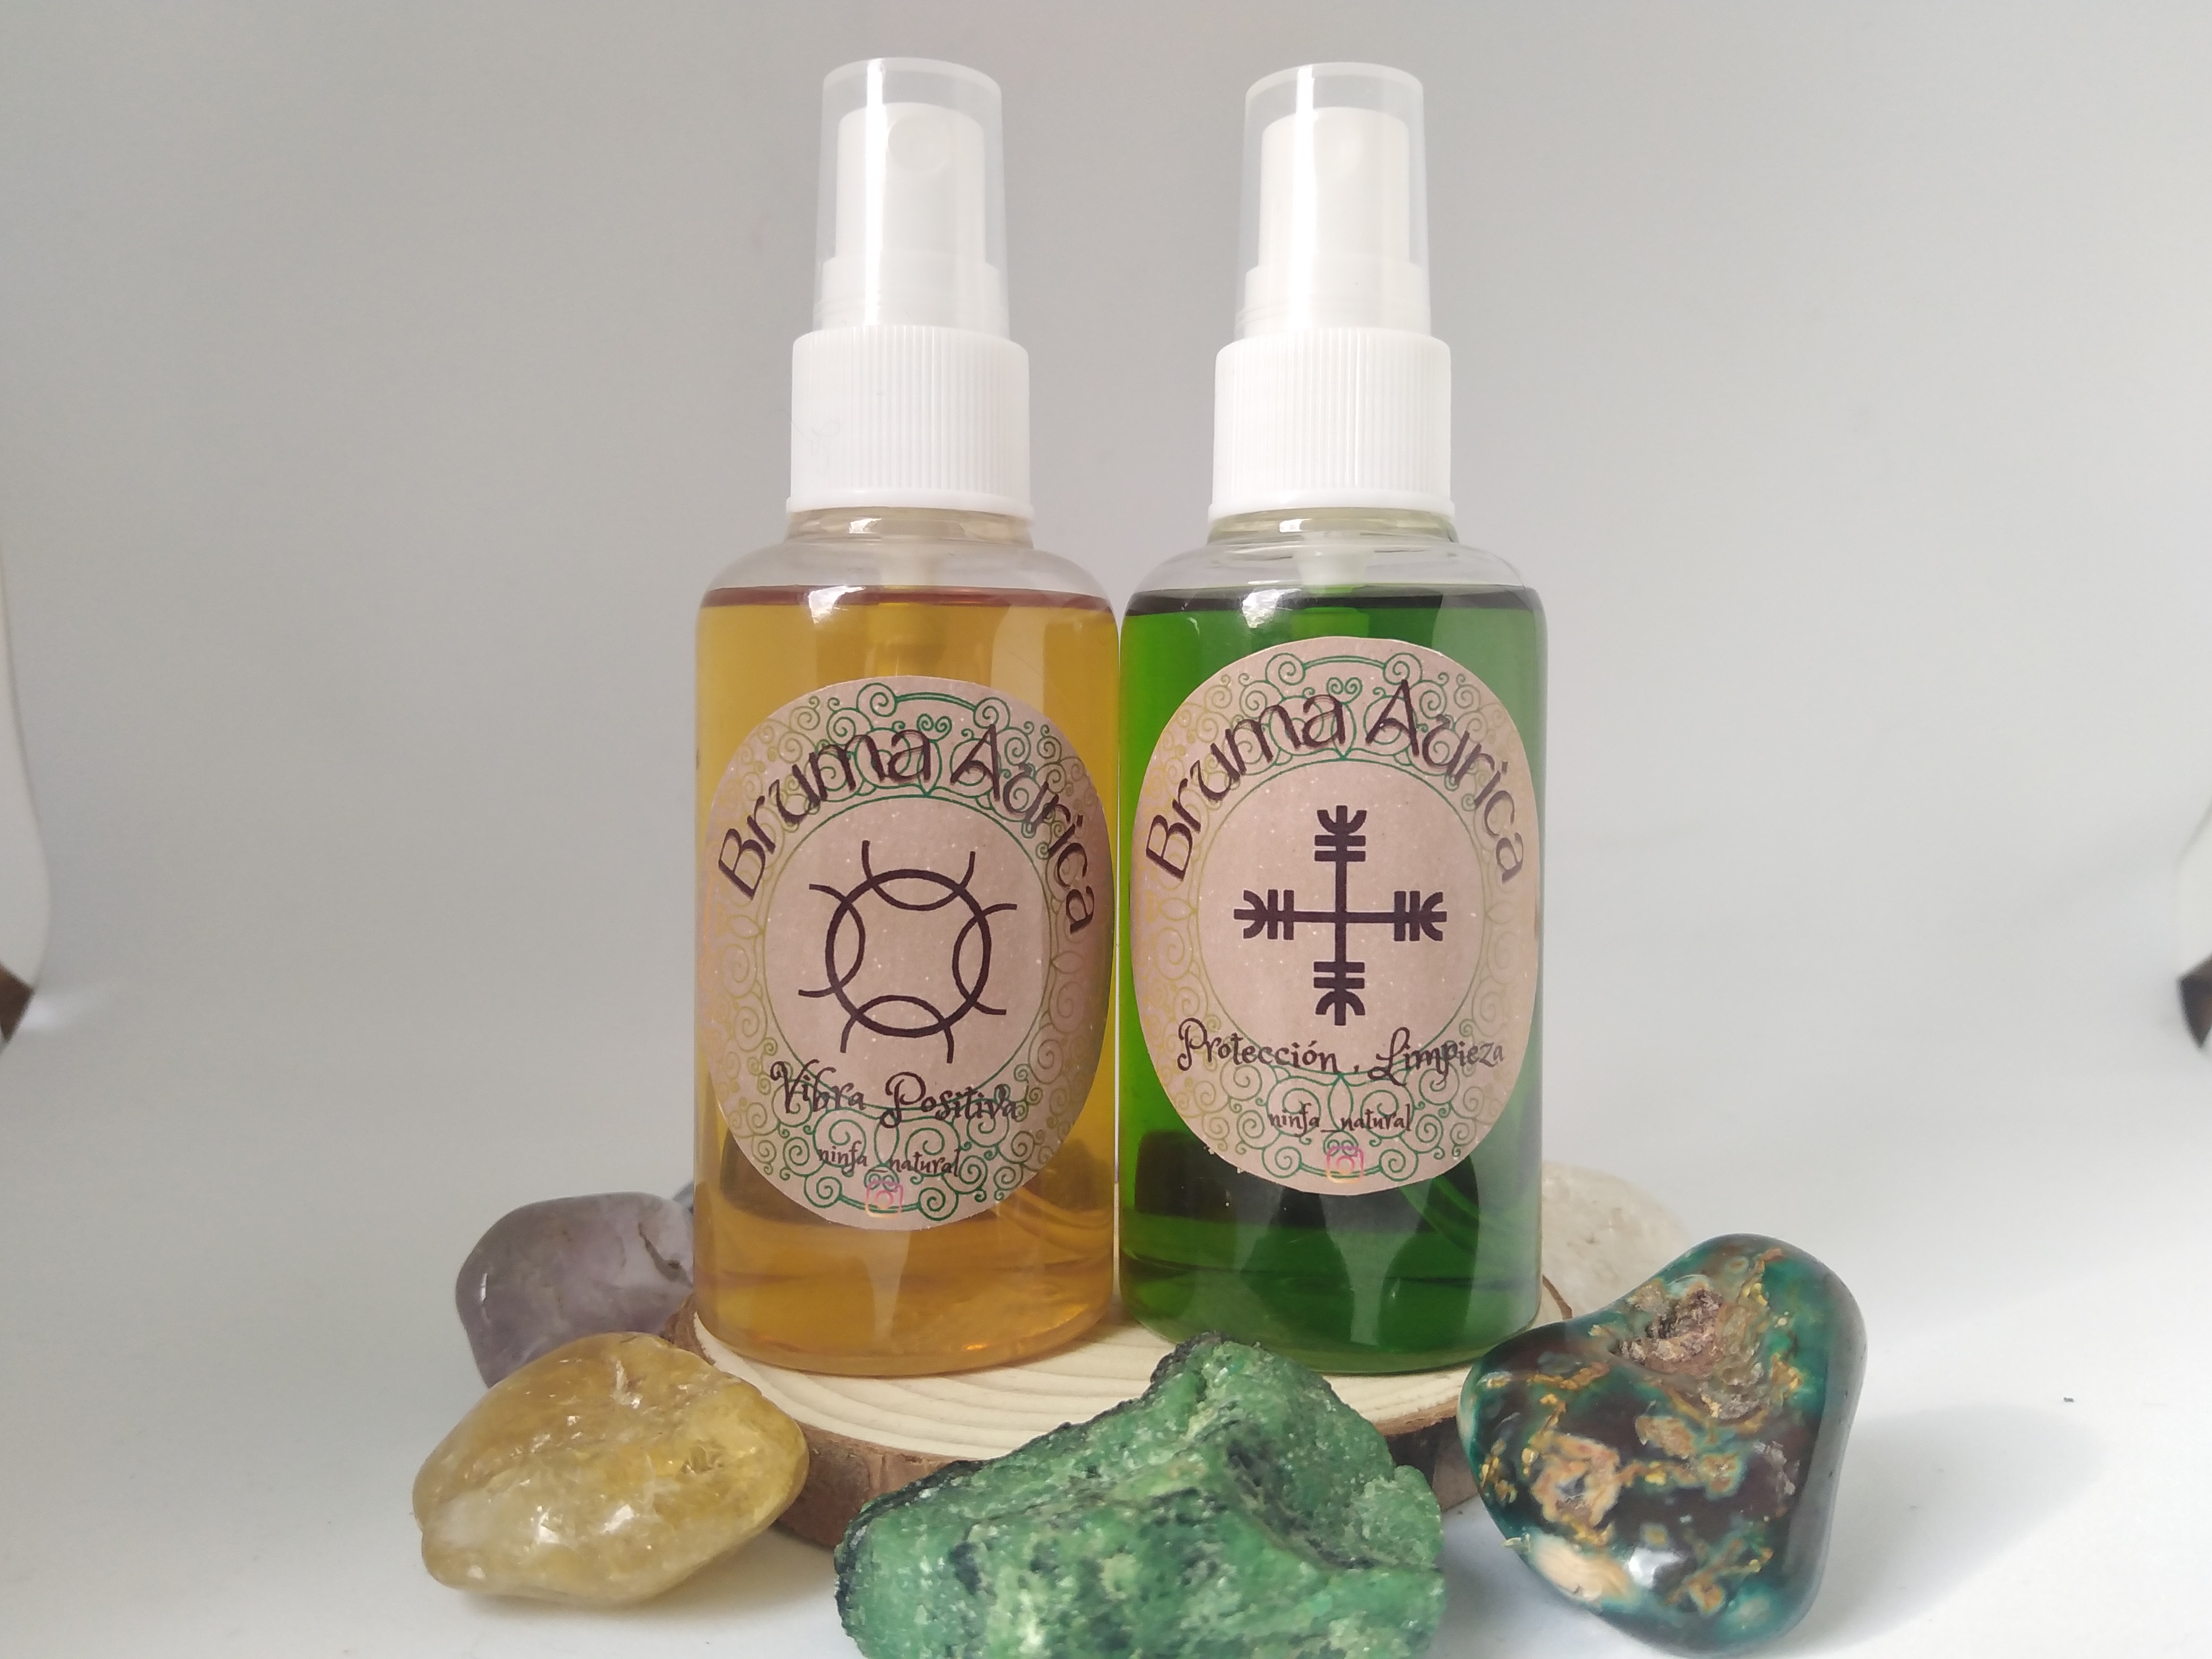 Bruma Aurica
Vibra Positiva
ninfa_natural
Bruma Aurica
Protección, Limpieza
ninfa_natural